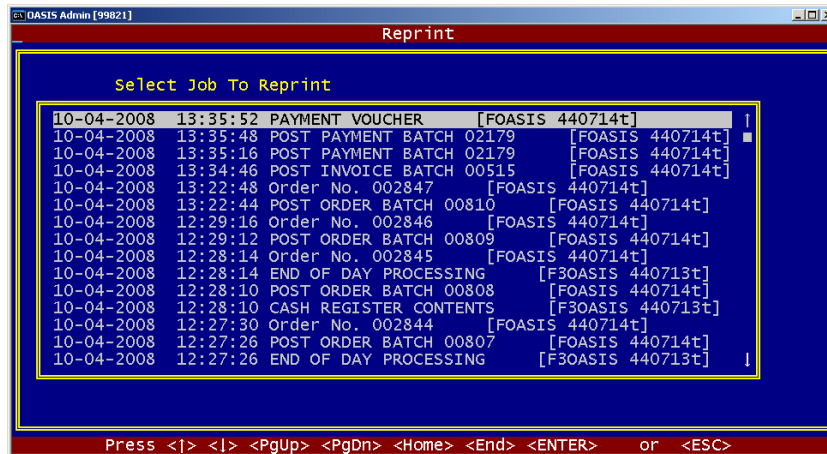 OASIS Admin [99821]
Reprint
Select Job To Reprint
10-04-2008 13:35:52 PAYMENT VOUCHER [FOASIS 440714t]
10-04-2008 13:35:48 POST PAYMENT BATCH 02179 [FOASIS 440714t]
10-04-2008 13:35:16 POST PAYMENT BATCH 02179 [FOASIS 440714t]
10-04-2008 13:34:46 POST INVOICE BATCH 00515 [FOASIS 440714t]
10-04-2008 13:22:48 Order No. 002847 [FOASIS 440714t]
10-04-2008 13:22:44 POST ORDER BATCH 00810 [FOASIS 440714t]
10-04-2008 12:29:16 Order No. 002846 [FOASIS 440714t]
10-04-2008 12:29:12 POST ORDER BATCH 00809 [FOASIS 440714t]
10-04-2008 12:28:14 Order No. 002845 [FOASIS 440714t]
10-04-2008 12:28:14 END OF DAY PROCESSING [F3OASIS 440713t]
10-04-2008 12:28:10 POST ORDER BATCH 00808 [FOASIS 440714t]
10-04-2008 12:28:10 CASH REGISTER CONTENTS [F3OASIS 440713t]
10-04-2008 12:27:30 Order No. 002844 [FOASIS 440714t]
10-04-2008 12:27:26 POST ORDER BATCH 00807 [FOASIS 440714t]
10-04-2008 12:27:26 END OF DAY PROCESSING [F3OASIS 440713t]
Press <↑> <↓> <PgUp> <PgDn> <Home> <End> <ENTER> or <ESC>